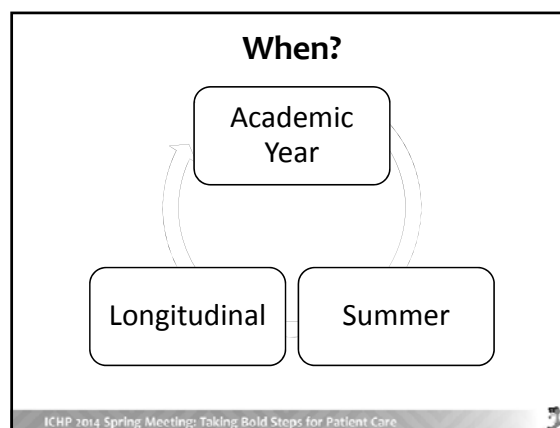 When?
Academic
Year
Longitudinal
Summer
ICHP 2014 Spring Meeting: Taking Bold Steps for Patient Care